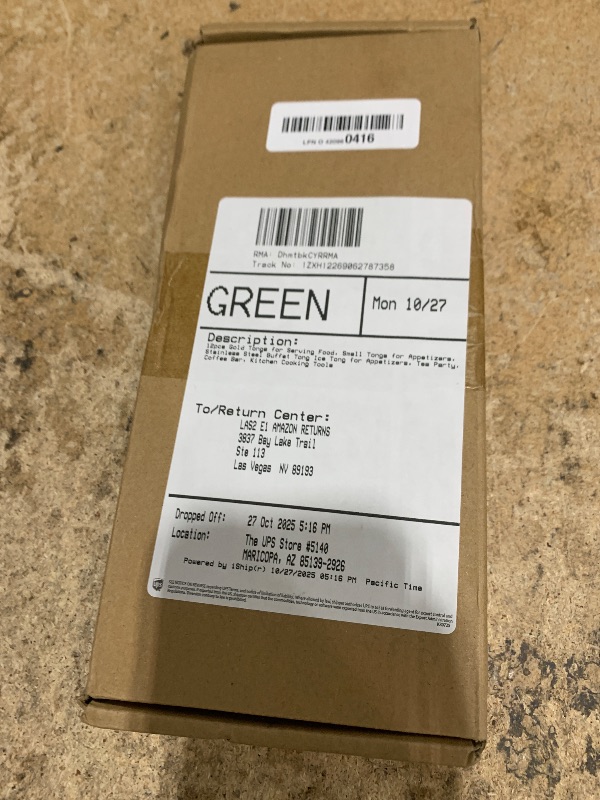 LPN 0416
RMA: DhmtbkCYRRMA
Track No: 1ZXH12269062787358
GREEN
Mon 10/27
Description:
12pcs Gold Tongs for Serving Food, Small Tongs for Appetizers,
Stainless Steel Buffet Tong Ice Tong for Appetizers, Tea Party,
Coffee Bar, Kitchen Cooking Tools
To/Return Center:
LAS2 E1 AMAZON RETURNS
3837 Bay Lake Trail
Ste 113
Las Vegas NV 89193
Dropped Off: 27 Oct 2025 5:16 PM
Location: The UPS Store #5140
MARICOPA, AZ 85139-2926
Powered by iShip(r) 10/27/2025 05:16 PM Pacific Time
ups